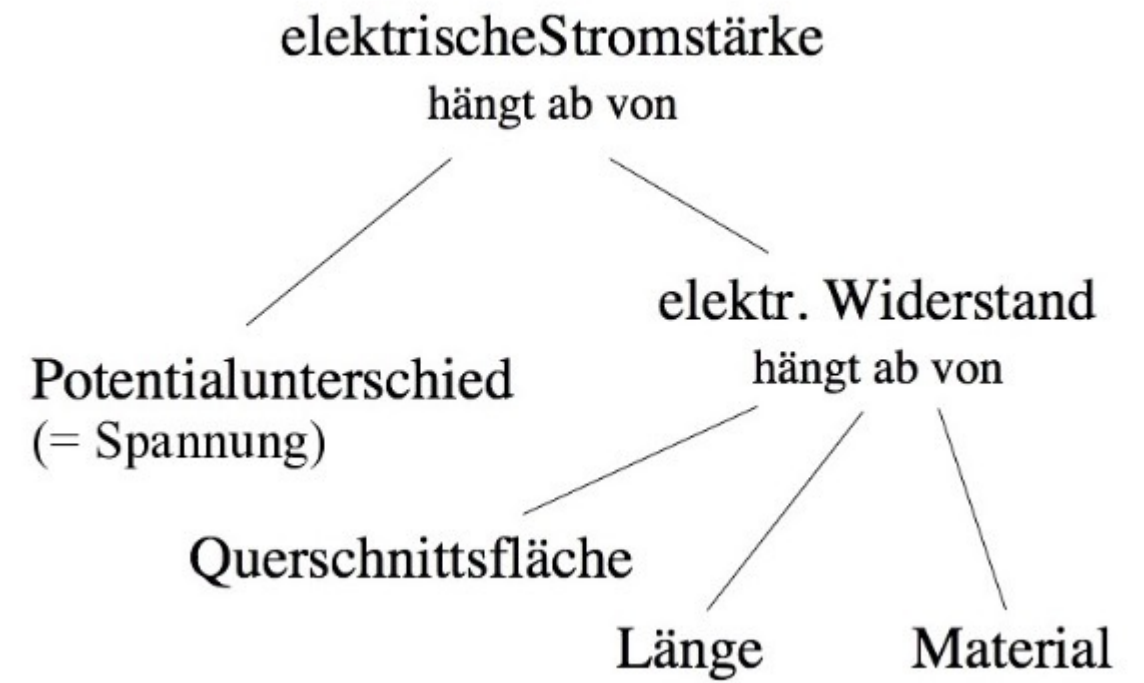 elektrischeStromstärke
hängt ab von
elektr. Widerstand
hängt ab von
Potentialunterschied
(= Spannung)
Querschnittsfläche
Länge
Material